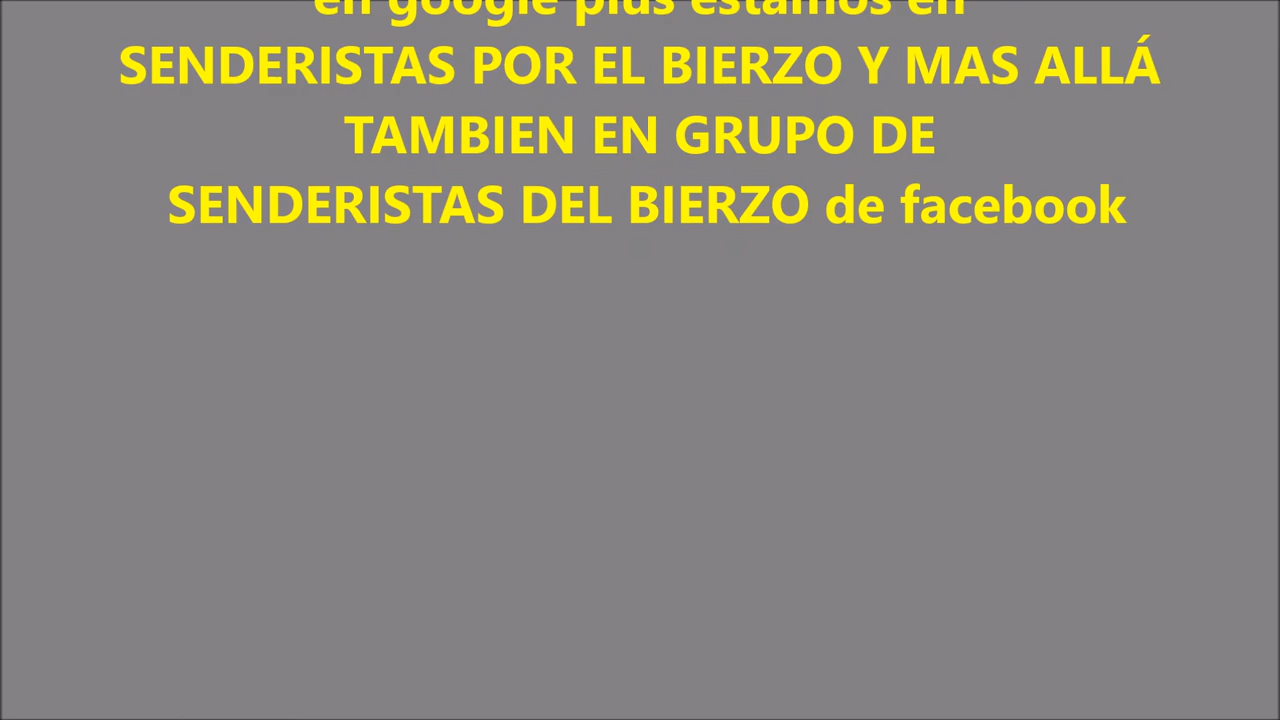 en google plus estamos en
SENDERISTAS POR EL BIERZO Y MAS ALLÁ
TAMBIEN EN GRUPO DE
SENDERISTAS DEL BIERZO de facebook